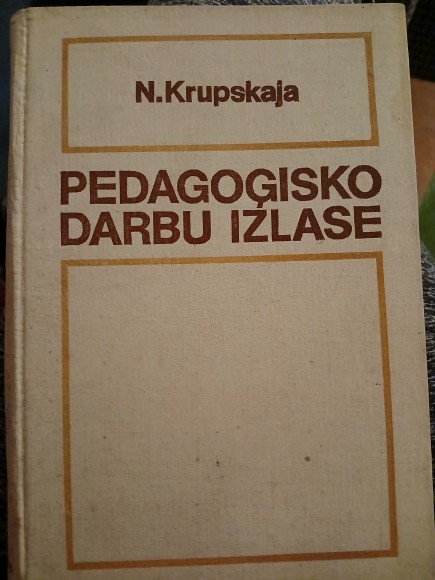 N.Krupskaja
PEDAGOĢISKO
DARBU IZLASE